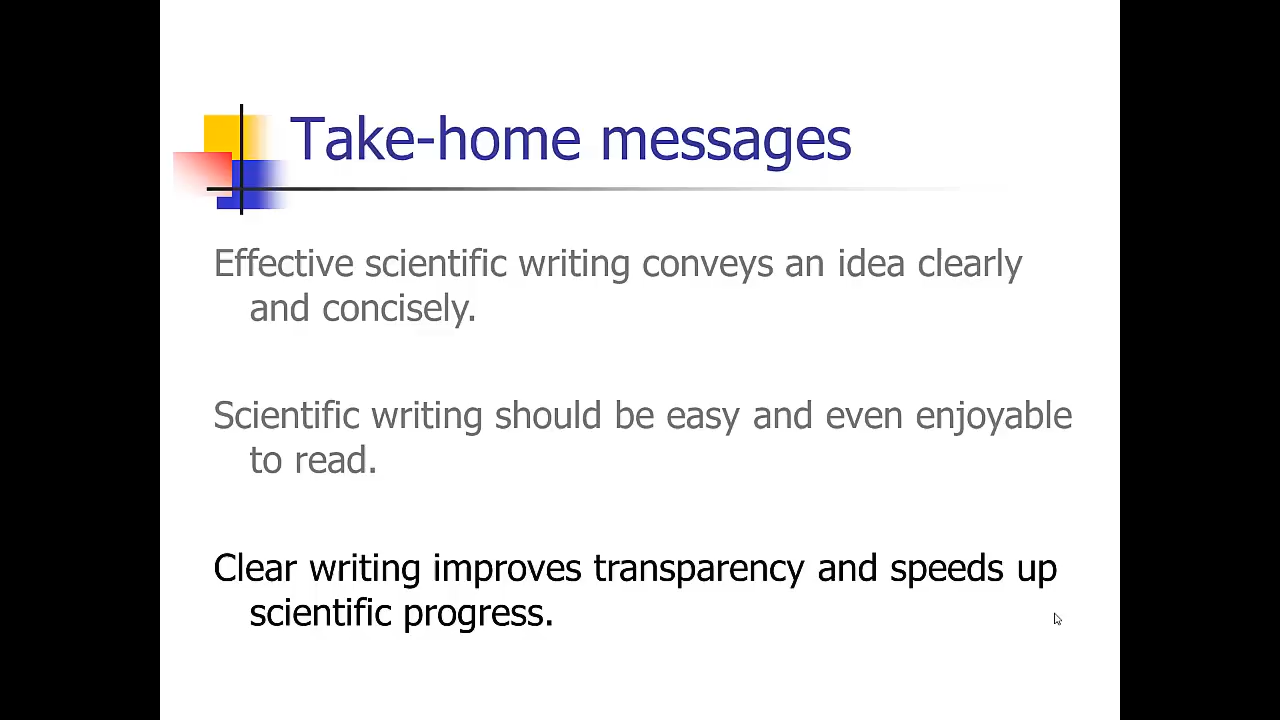 Take-home messages
Effective scientific writing conveys an idea clearly
and concisely.
Scientific writing should be easy and even enjoyable
to read.
Clear writing improves transparency and speeds up
scientific progress.